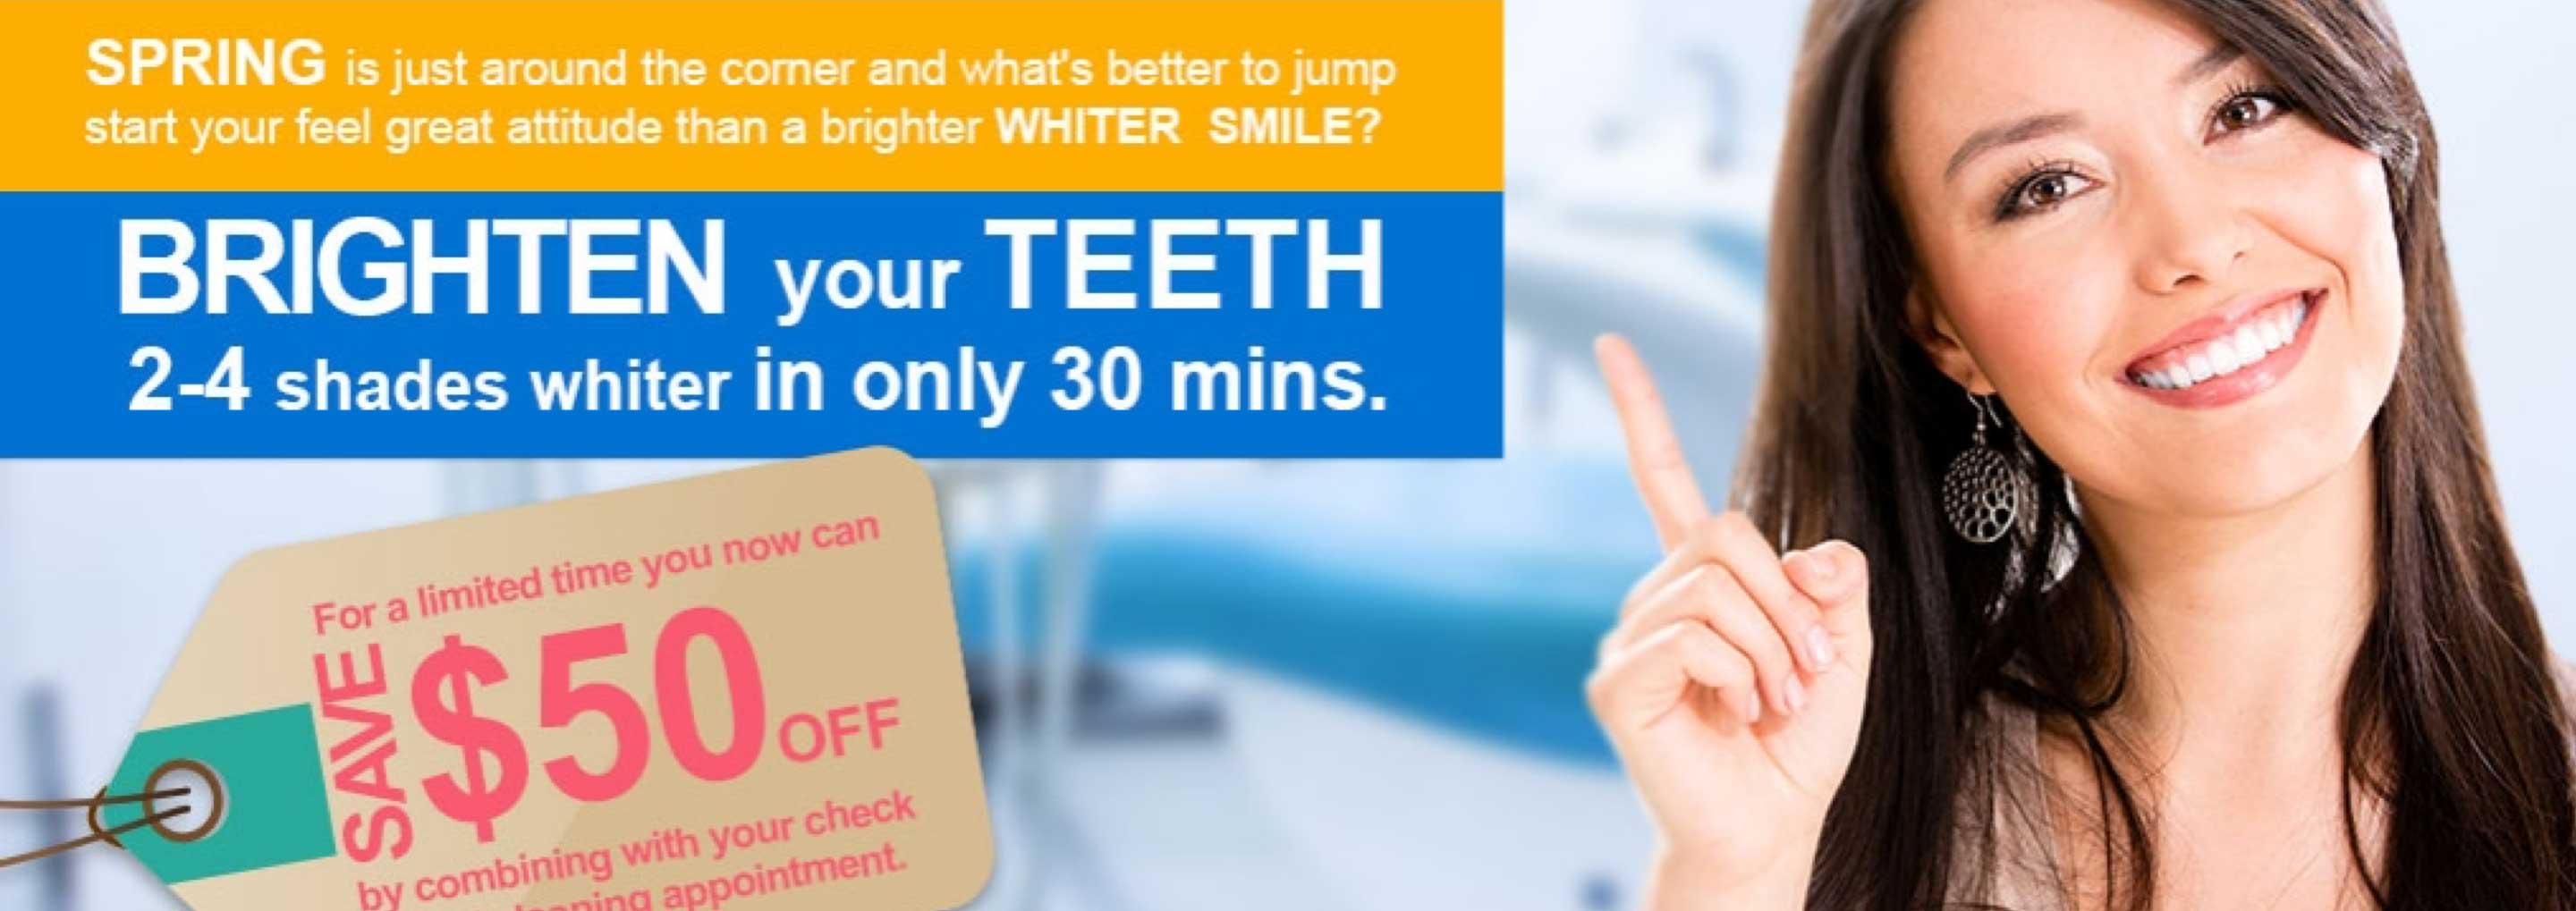 SPRING is just around the corner and what's better to jump
start your feel great attitude than a brighter WHITER SMILE?
BRIGHTEN your TEETH
2-4 shades whiter in only 30 mins.
For a limited time you now can
SAVE $50 OFF
by combining with your check
appointment.